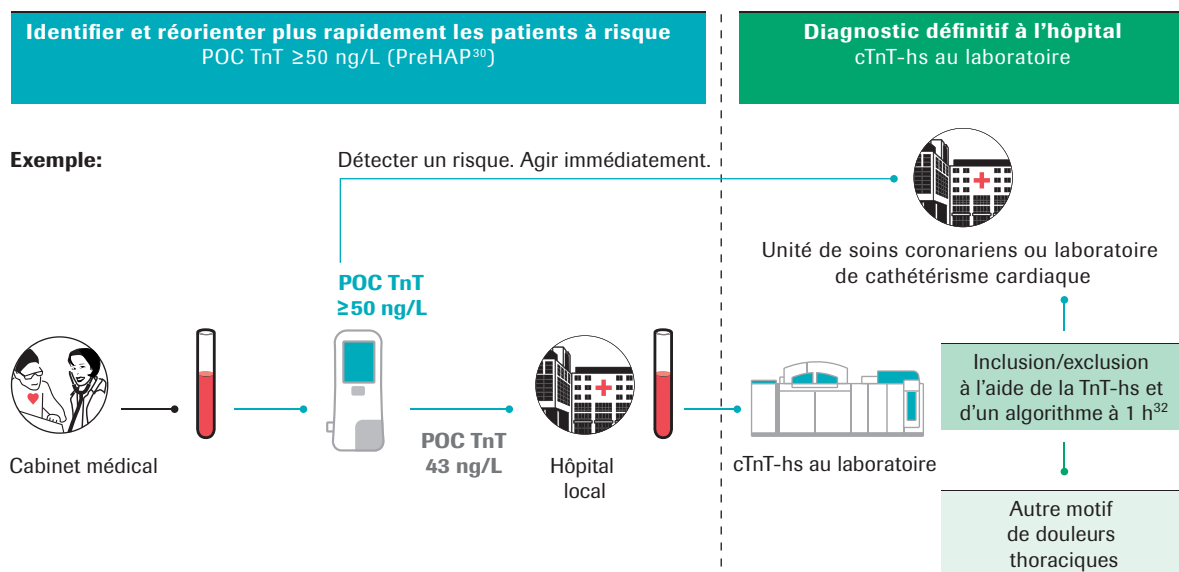 Identifier et réorienter plus rapidement les patients à risque
POC TnT ≥50 ng/L (PreHAP³⁰)
Diagnostic définitif à l'hôpital
cTnT-hs au laboratoire
Exemple:
Détecter un risque. Agir immédiatement.
Unité de soins coronariens ou laboratoire
de cathétérisme cardiaque
POC TnT
≥50 ng/L
Cabinet médical
POC TnT
43 ng/L
Hôpital
local
cTnT-hs au laboratoire
Inclusion/exclusion
à l'aide de la TnT-hs et
d'un algorithme à 1 h³²
Autre motif
de douleurs
thoraciques